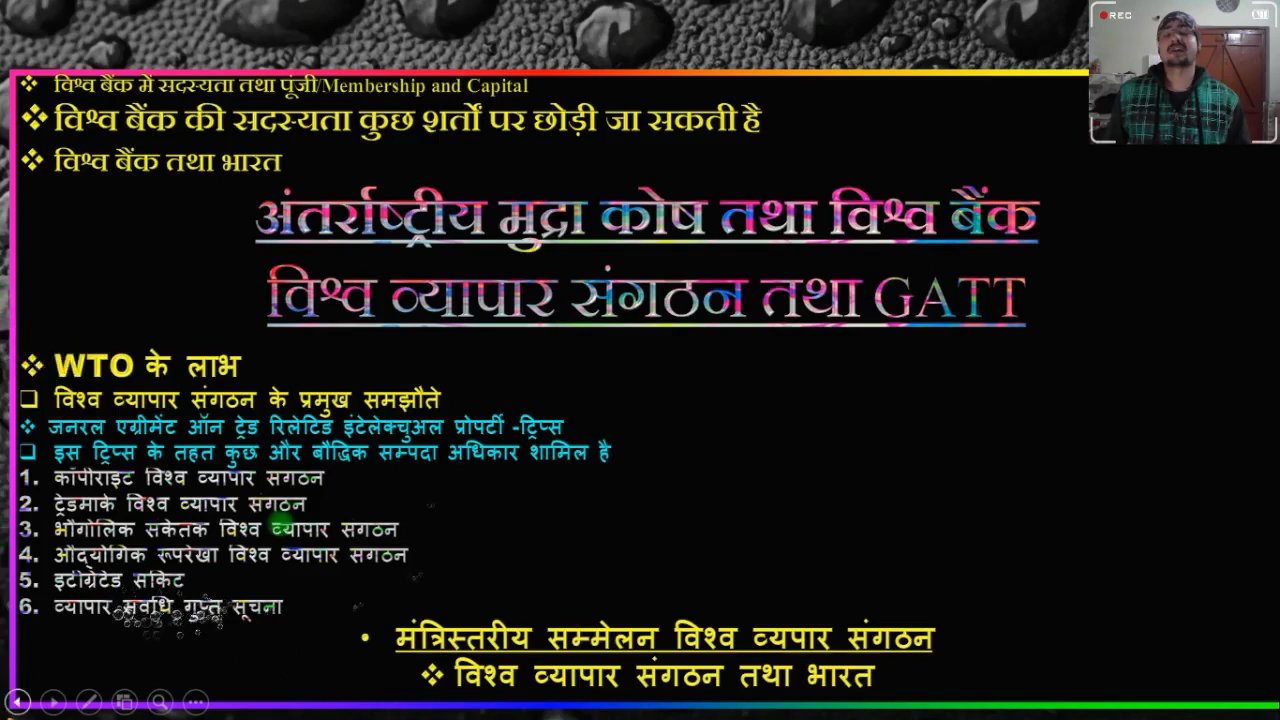 REC
❖ विश्व बैंक में सदस्यता तथा पूंजी/Membership and Capital
❖ विश्व बैंक की सदस्यता कुछ शर्तों पर छोड़ी जा सकती है
❖ विश्व बैंक तथा भारत
अंतर्राष्ट्रीय मुद्रा कोष तथा विश्व बैंक
विश्व व्यापार संगठन तथा GATT
❖ WTO के लाभ
❑ विश्व व्यापार संगठन के प्रमुख समझौते
❖ जनरल एग्रीमेंट ऑन ट्रेड रिलेटिड इंटेलेक्चुअल प्रोपर्टी -ट्रिप्स
❑ इस ट्रिप्स के तहत कुछ और बौद्धिक सम्पदा अधिकार शामिल है
1. कॉपीराइट विश्व व्यापार संगठन
2. ट्रेडमार्क विश्व व्यापार संगठन
3. भौगोलिक संकेतक विश्व व्यापार संगठन
4. औद्योगिक रूपरेखा विश्व व्यापार संगठन
5. इंटीग्रेटेड सर्किट
6. व्यापार संबंधि गुप्त सूचना
• मंत्रिस्तरीय सम्मेलन विश्व व्यपार संगठन
❖ विश्व व्यापार संगठन तथा भारत